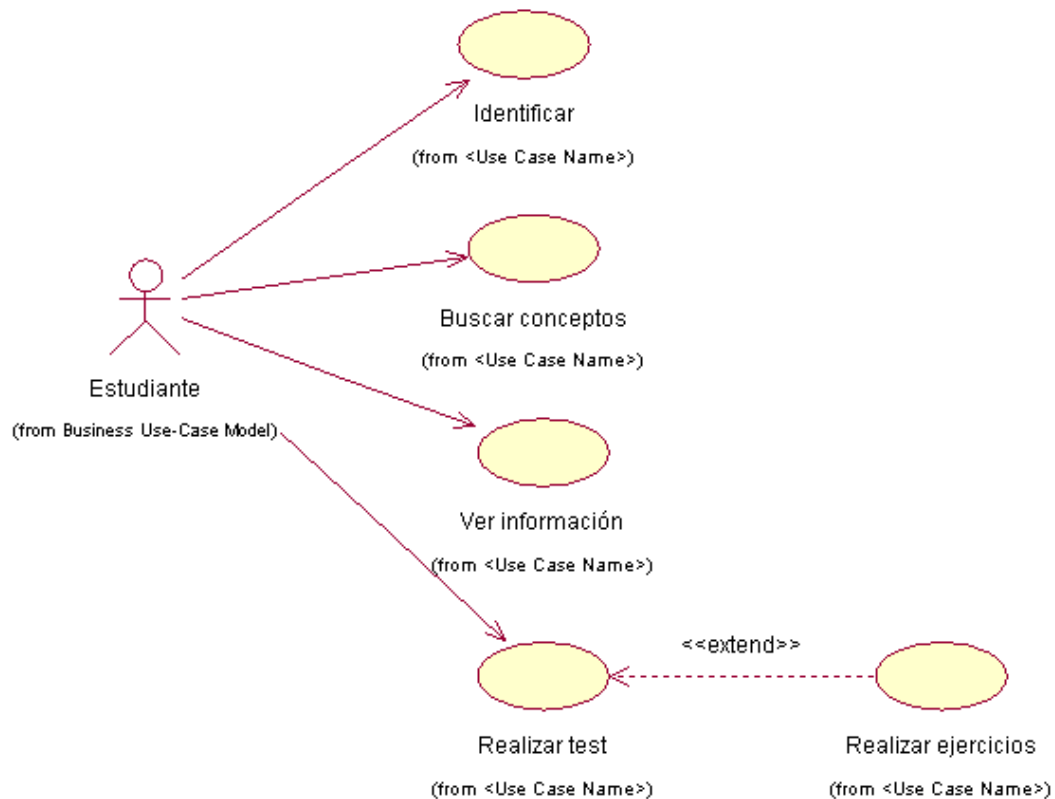 Identificar
(from <Use Case Name>)
Buscar conceptos
(from <Use Case Name>)
Estudiante
(from Business Use-Case Model)
Ver información
(from <Use Case Name>)
<<extend>>
Realizar test
(from <Use Case Name>)
Realizar ejercicios
(from <Use Case Name>)